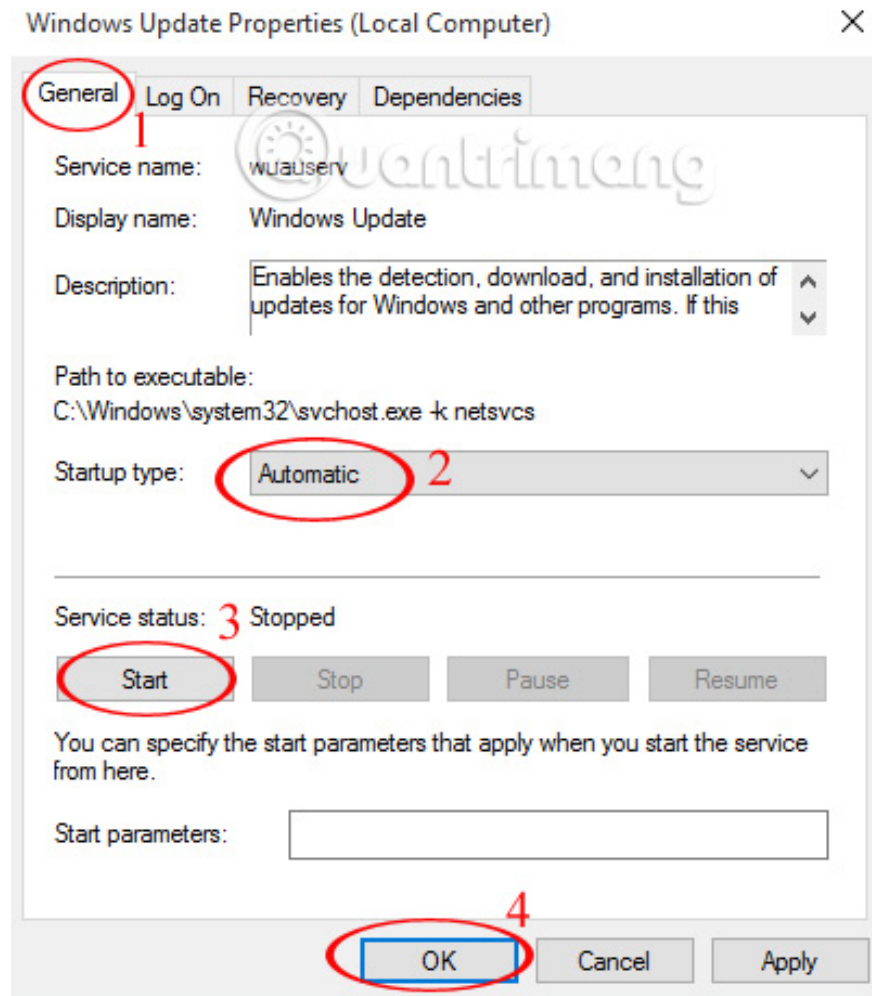 Windows Update Properties (Local Computer)
General Log On Recovery Dependencies
1
Quantrimang
Service name: wuauserv
Display name: Windows Update
Description: Enables the detection, download, and installation of
updates for Windows and other programs. If this
Path to executable:
C:\Windows\system32\svchost.exe -k netsvcs
Startup type: Automatic 2
Service status: 3 Stopped
Start Stop Pause Resume
You can specify the start parameters that apply when you start the service
from here.
Start parameters:
4
OK Cancel Apply